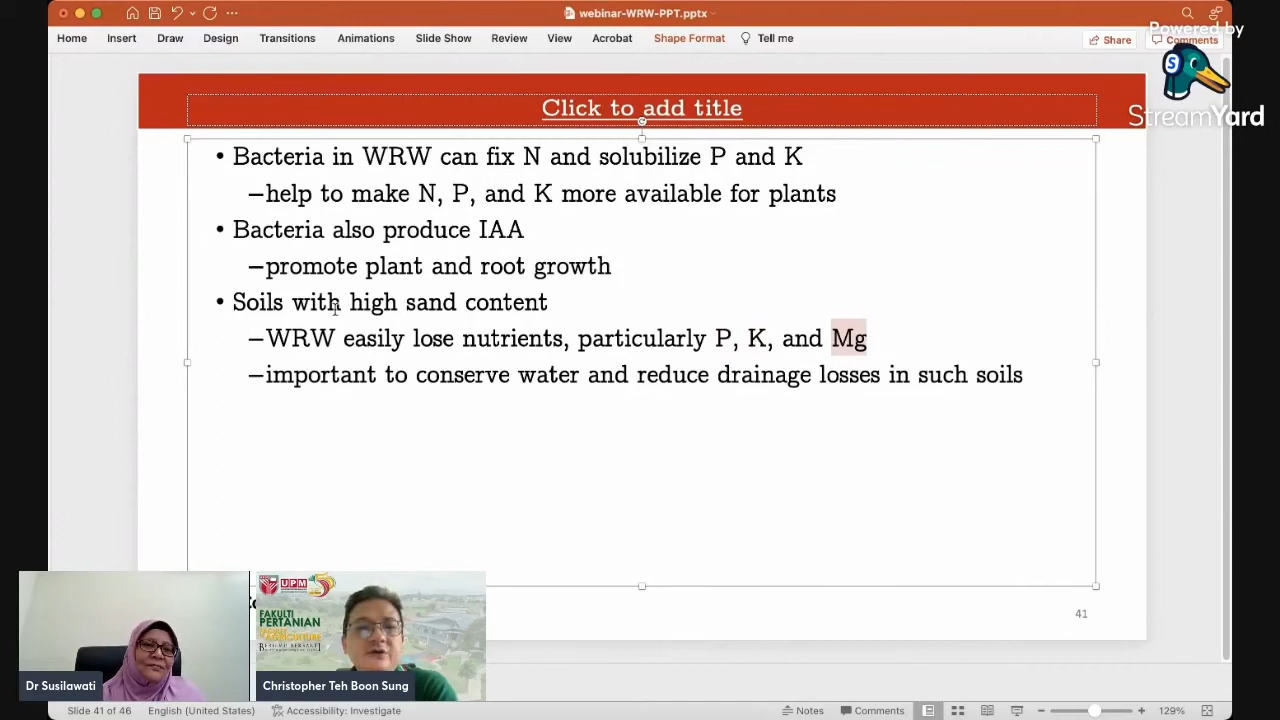 webinar-WRW-PPT.pptx
Powered by
StreamYard
Home Insert Draw Design Transitions Animations Slide Show Review View Acrobat Shape Format Tell me
Share Comments
Click to add title
• Bacteria in WRW can fix N and solubilize P and K
–help to make N, P, and K more available for plants
• Bacteria also produce IAA
–promote plant and root growth
• Soils with high sand content
–WRW easily lose nutrients, particularly P, K, and Mg
–important to conserve water and reduce drainage losses in such soils
41
UPM
FAKULTI
PERTANIAN
Dr Susilawati
Christopher Teh Boon Sung
Slide 41 of 46 English (United States) Accessibility: Investigate
Notes Comments 129%